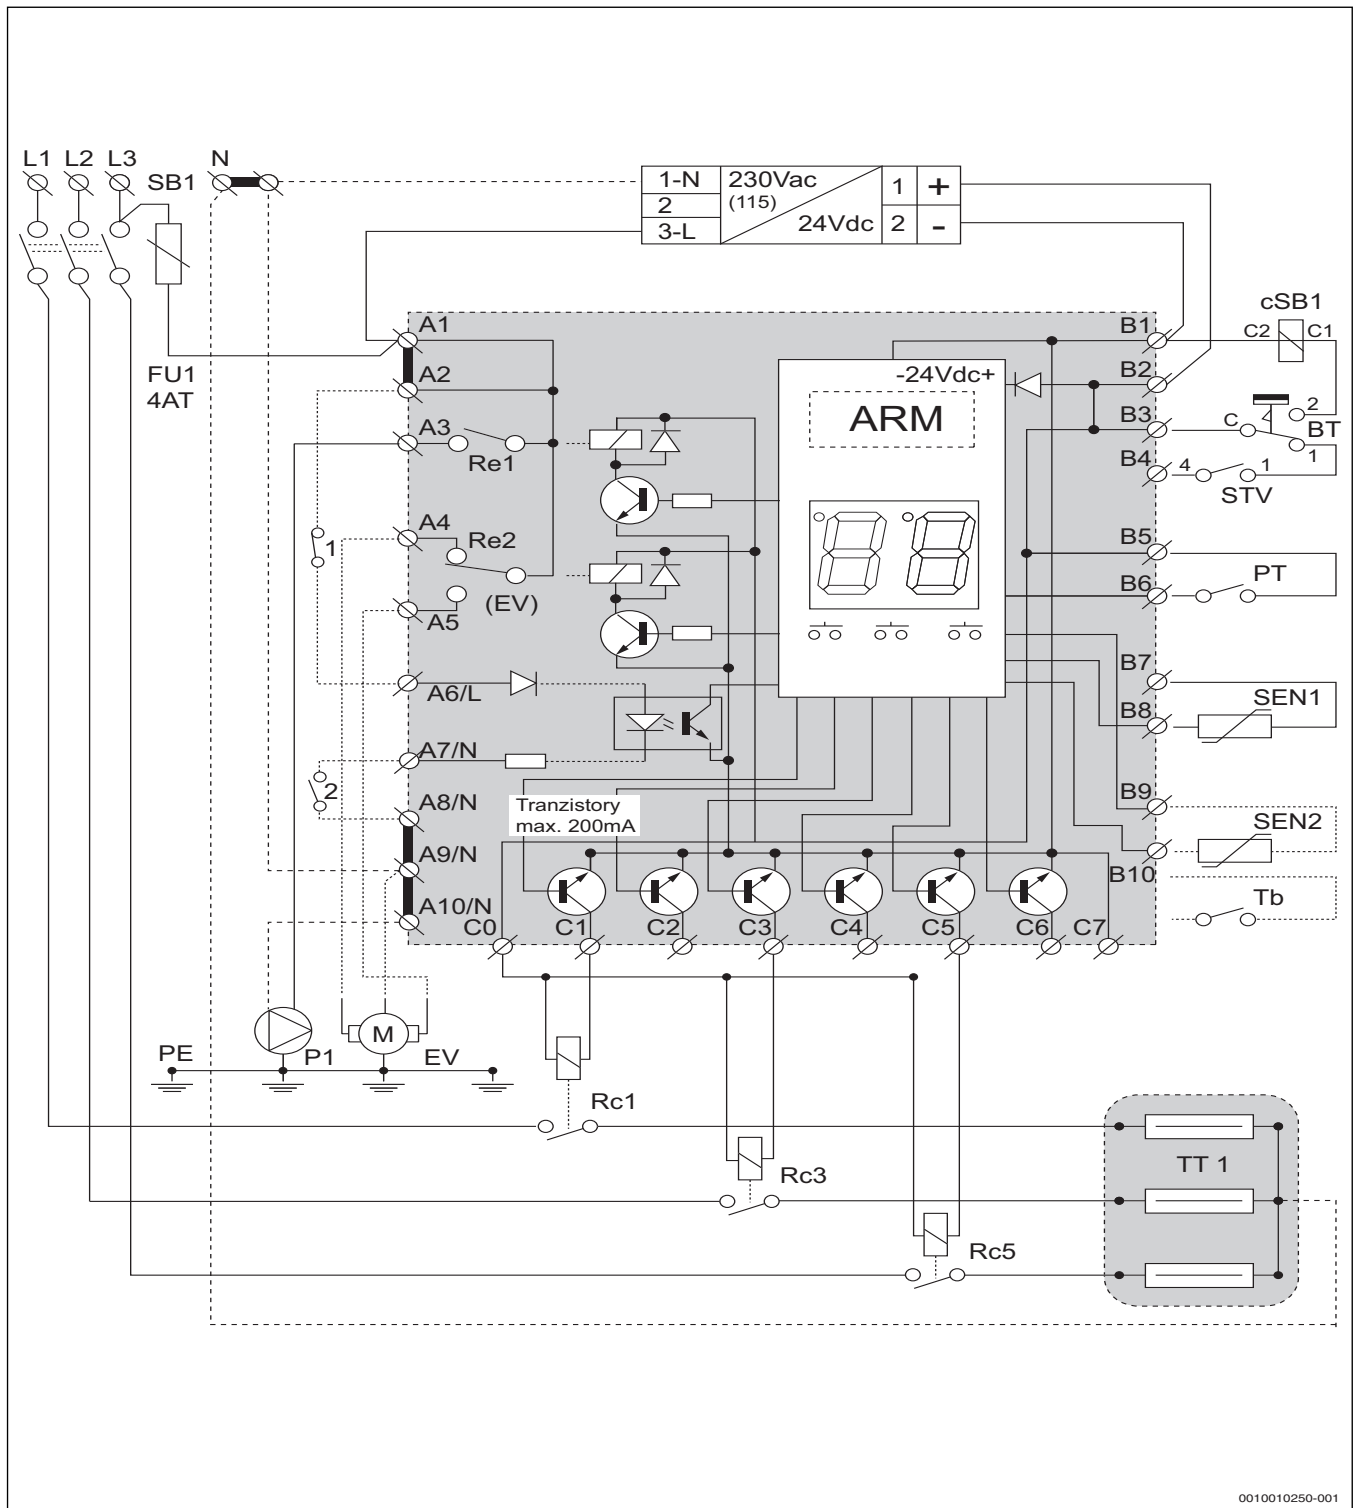 L1 L2 L3 SB1 N
1-N 230Vac 1 +
2 (115)
3-L 24Vdc 2 -
cSB1
C2 C1
FU1
4AT
A1 B1
-24Vdc+
A2 B2
ARM
A3 B3
C 2 BT
1
Re1
B4 4 1
STV
A4 Re2
B5
1
PT
(EV) B6
A5
B7
A6/L SEN1
B8
A7/N
2
B9
A8/N Tranzistory
max. 200mA
SEN2
A9/N
B10
Tb
A10/N
C0 C1 C2 C3 C4 C5 C6 C7
M
PE P1 EV
Rc1
TT 1
Rc3
Rc5
0010010250-001